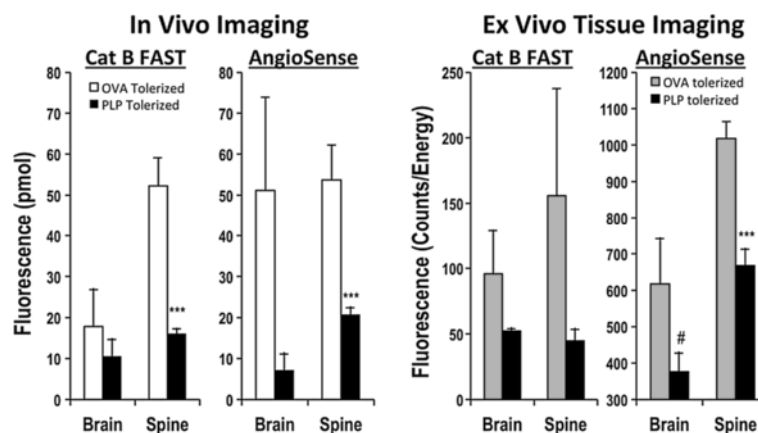 In Vivo Imaging
Cat B FAST
AngioSense
Fluorescence (pmol)
80
70
60
50
40
30
20
10
0
OVA Tolerized
PLP Tolerized
***
Brain
Spine
80
70
60
50
40
30
20
10
0
***
Brain
Spine
Ex Vivo Tissue Imaging
Cat B FAST
AngioSense
Fluorescence (Counts/Energy)
250
200
150
100
50
0
Brain
Spine
1200
1100
1000
900
800
700
600
500
400
300
OVA tolerized
PLP tolerized
#
***
Brain
Spine